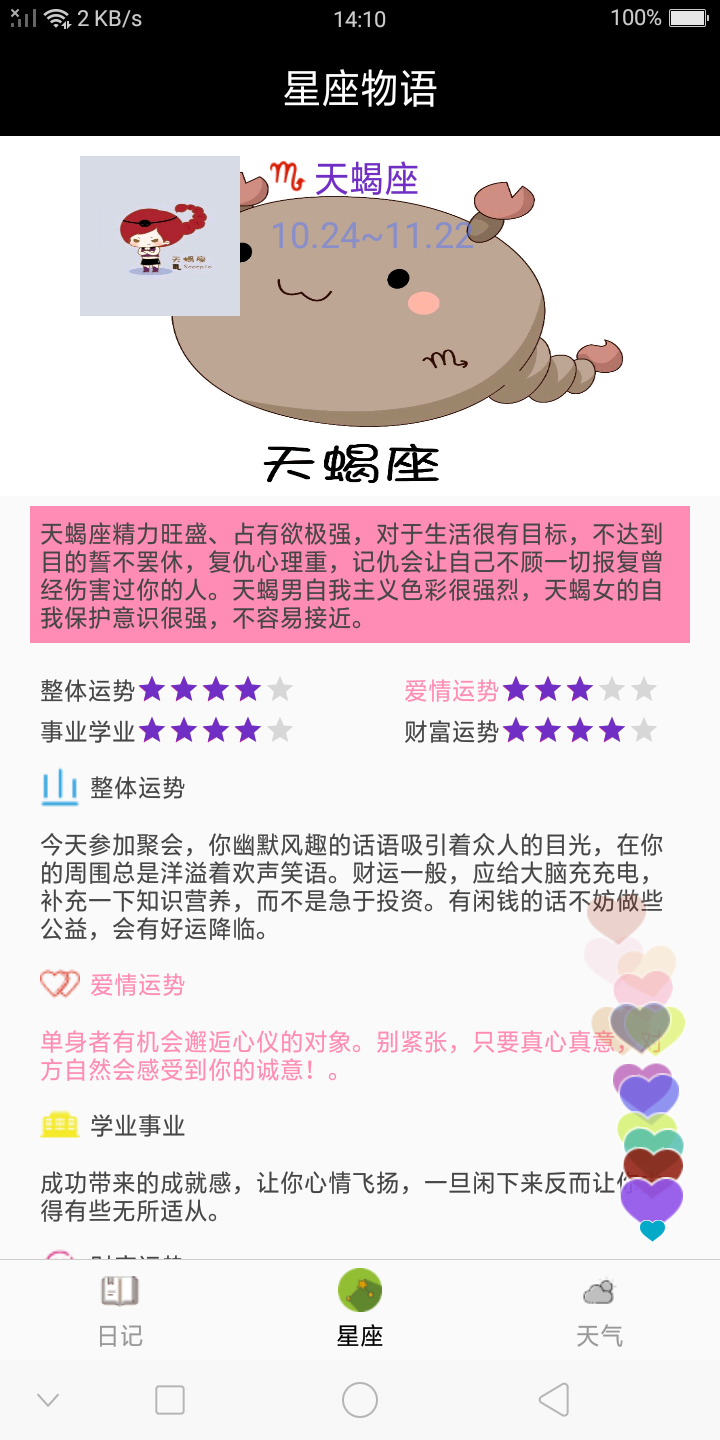 2 KB/s
14:10
100%
星座物语
天蝎座
10.24~11.22
天蝎座
天蝎座
天蝎座精力旺盛、占有欲极强，对于生活很有目标，不达到
目的誓不罢休，复仇心理重，记仇会让自己不顾一切报复曾
经伤害过你的人。天蝎男自我主义色彩很强烈，天蝎女的自
我保护意识很强，不容易接近。
整体运势
爱情运势
事业学业
财富运势
整体运势
今天参加聚会，你幽默风趣的话语吸引着众人的目光，在你
的周围总是洋溢着欢声笑语。财运一般，应给大脑充充电，
补充一下知识营养，而不是急于投资。有闲钱的话不妨做些
公益，会有好运降临。
爱情运势
单身者有机会邂逅心仪的对象。别紧张，只要真心真意，对
方自然会感受到你的诚意！。
学业事业
成功带来的成就感，让你心情飞扬，一旦闲下来反而让你
得有些无所适从。
财富运势
日记
星座
天气